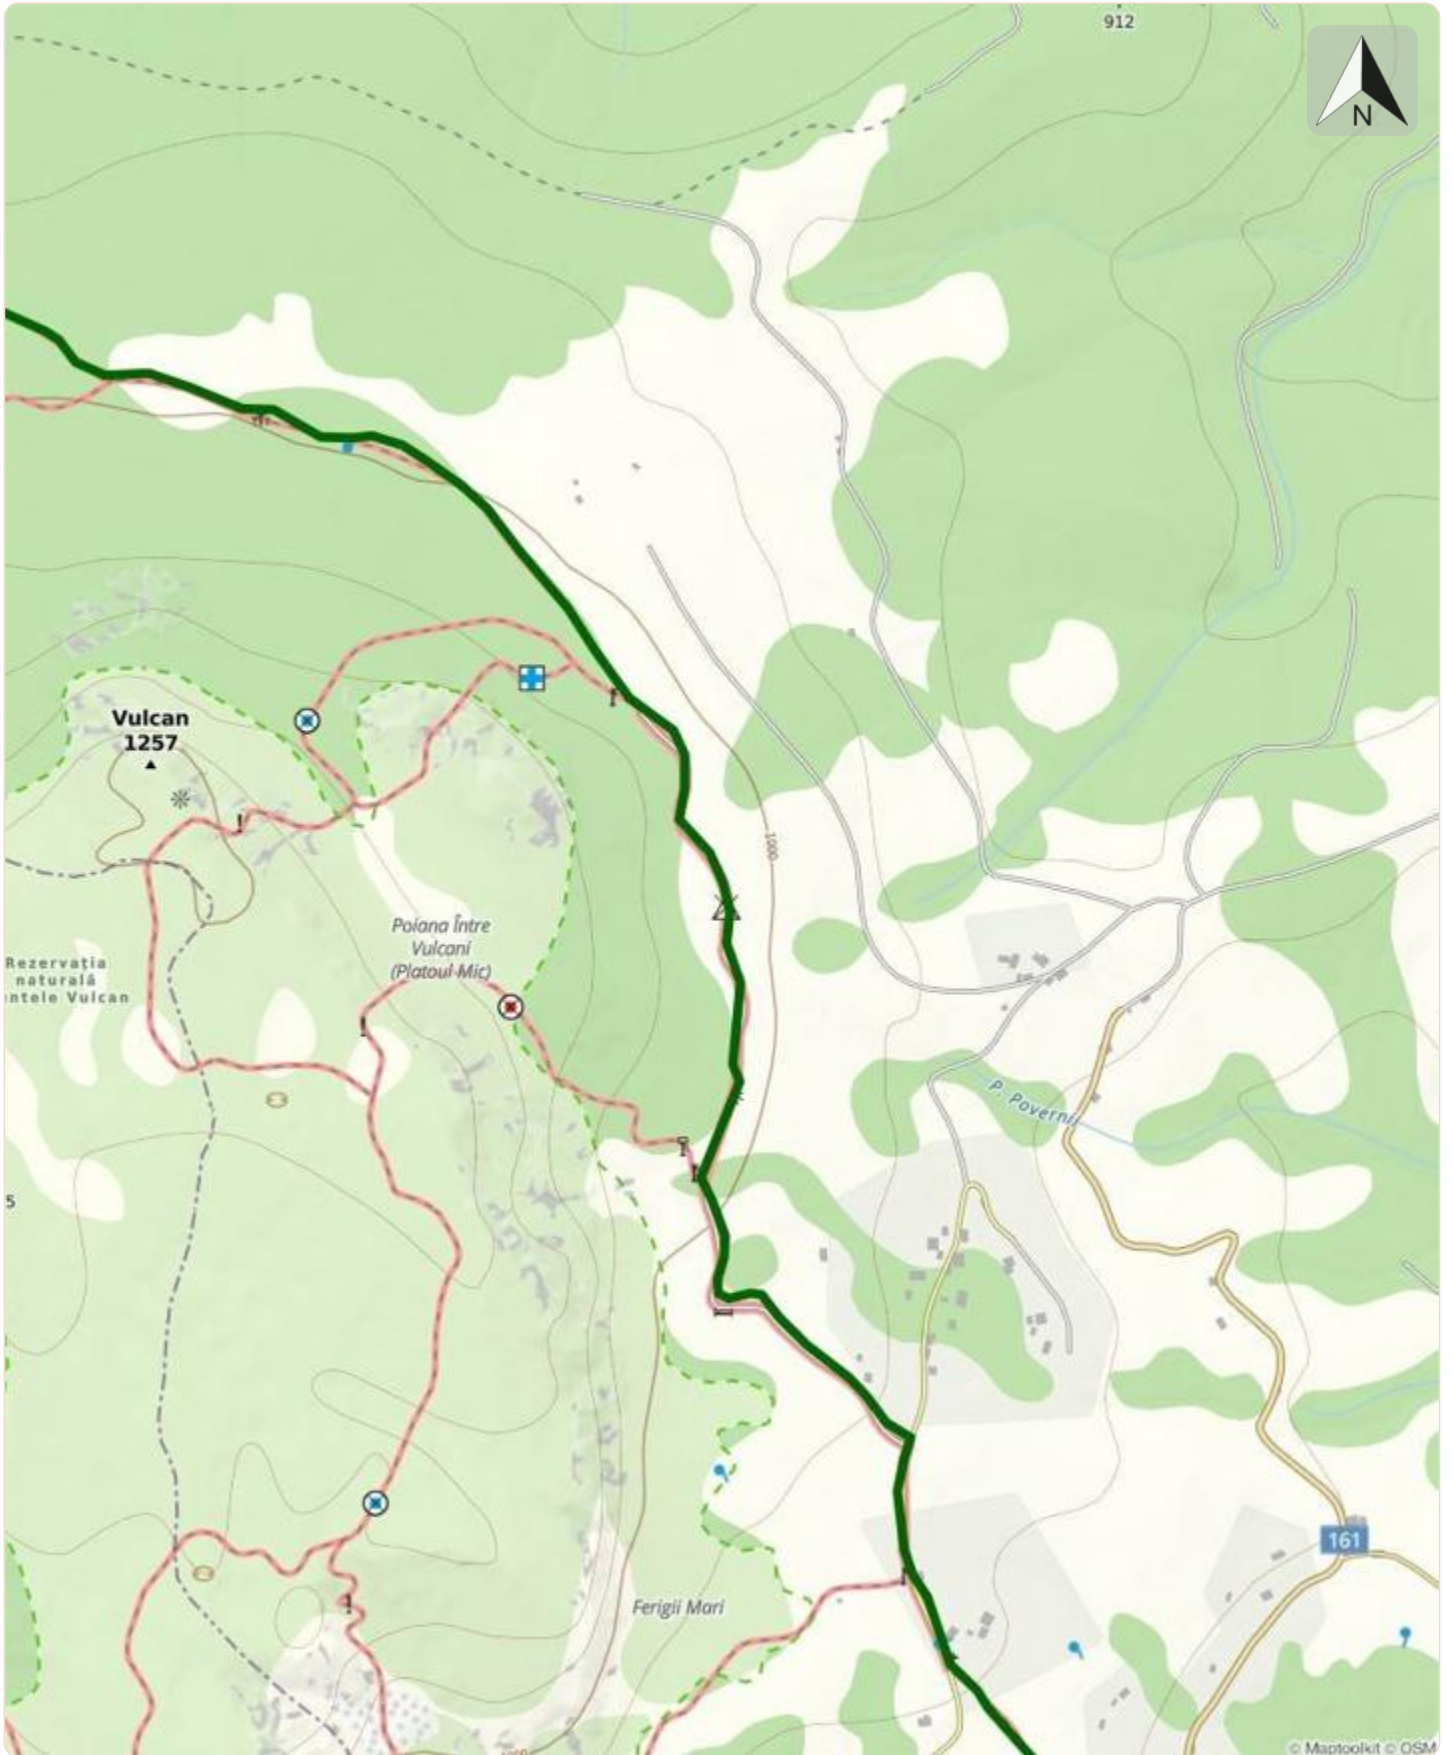 912
N
Vulcan
1257
1000
Poiana Între
Vulcani
(Platoul Mic)
Rezervația
naturală
ntele Vulcan
P. Povernii
5
161
Ferigii Mari
© Maptoolkit © OSM